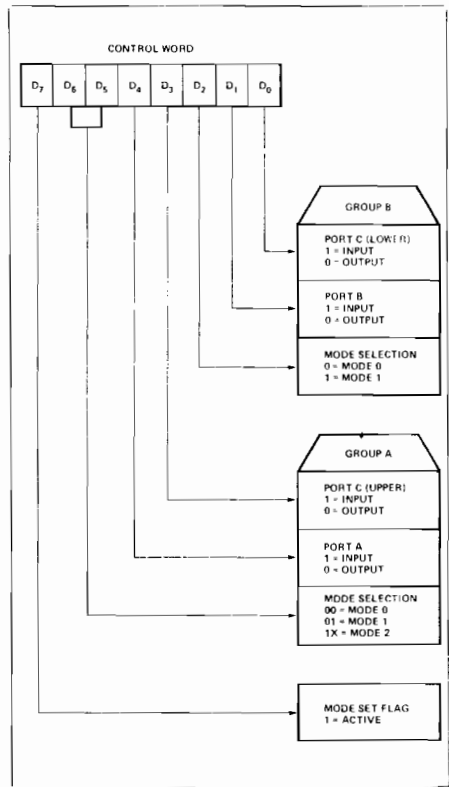 CONTROL WORD
D7 D6 D5 D4 D3 D2 D1 D0
GROUP B
PORT C (LOWER)
1 = INPUT
0 = OUTPUT
PORT B
1 = INPUT
0 = OUTPUT
MODE SELECTION
0 = MODE 0
1 = MODE 1
GROUP A
PORT C (UPPER)
1 = INPUT
0 = OUTPUT
PORT A
1 = INPUT
0 = OUTPUT
MODE SELECTION
00 = MODE 0
01 = MODE 1
1X = MODE 2
MODE SET FLAG
1 = ACTIVE